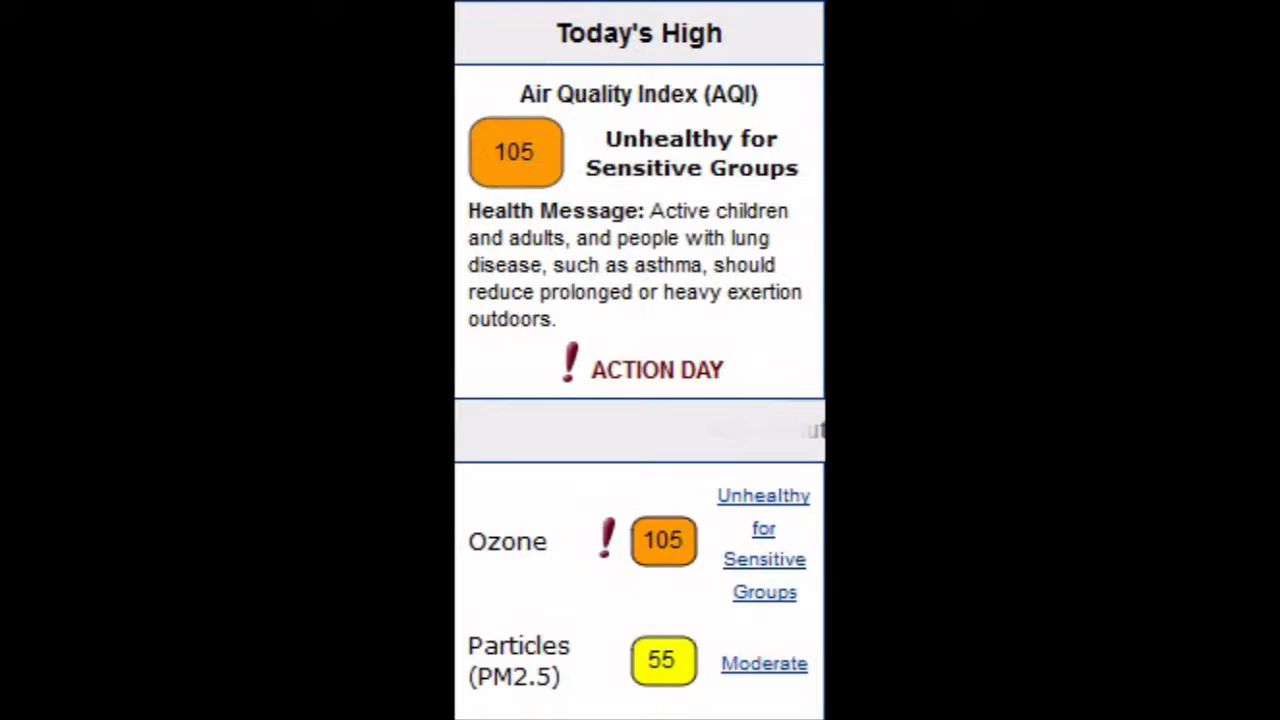 Today's High
Air Quality Index (AQI)
105
Unhealthy for
Sensitive Groups
Health Message: Active children
and adults, and people with lung
disease, such as asthma, should
reduce prolonged or heavy exertion
outdoors.
! ACTION DAY
Ozone
!
105
Unhealthy
for
Sensitive
Groups
Particles
(PM2.5)
55
Moderate